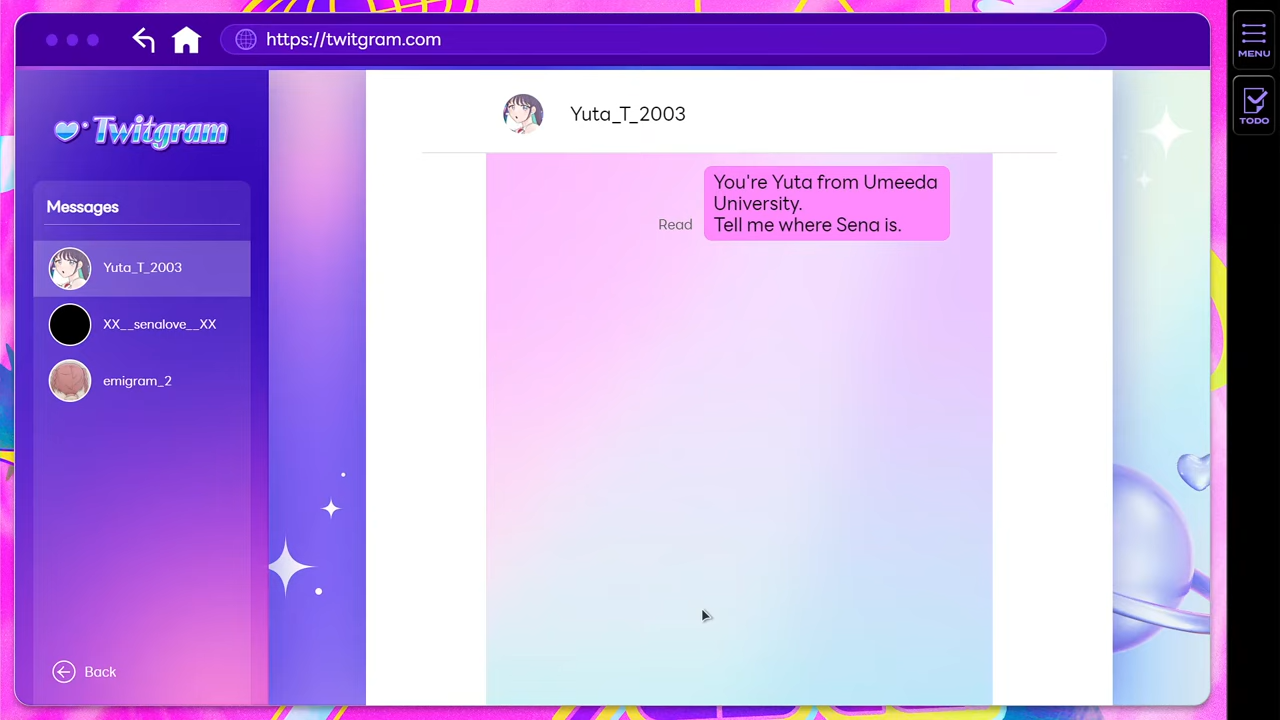 https://twitgram.com
MENU
TODO
Twitgram
Messages
Yuta_T_2003
XX__senalove__XX
emigram_2
Back
Yuta_T_2003
You're Yuta from Umeeda
University.
Tell me where Sena is.
Read